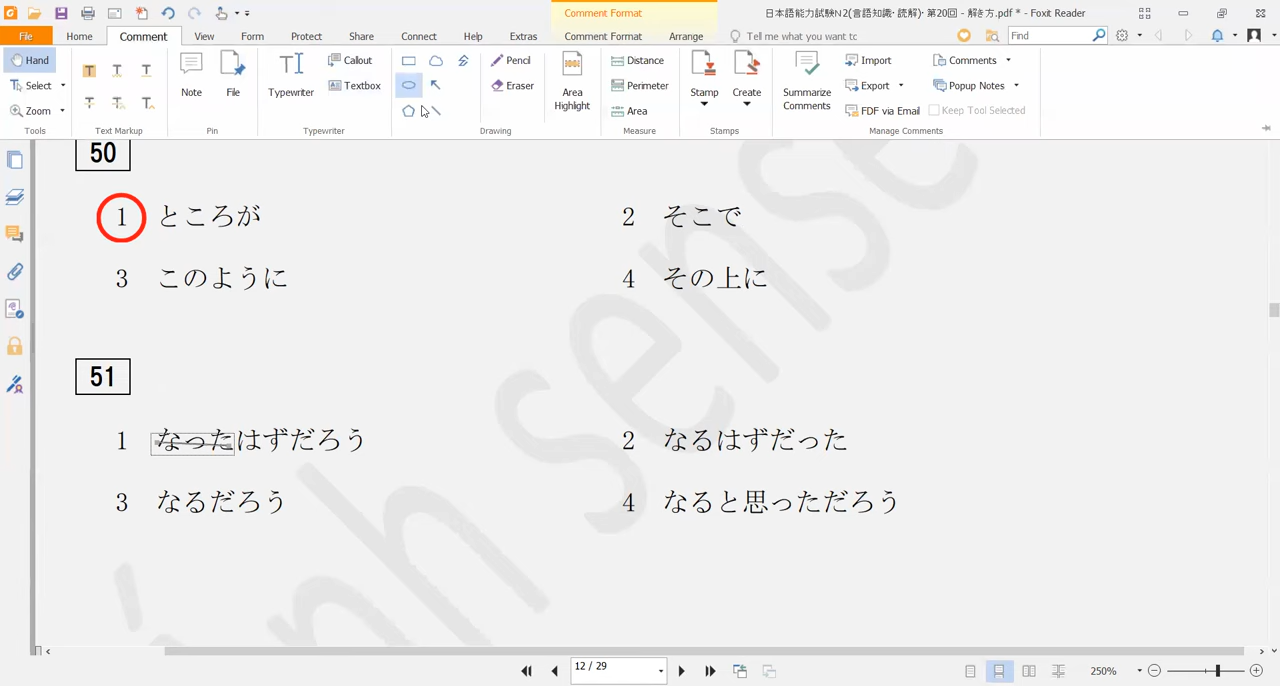 Comment Format
日本語能力試験N2(言語知識· 読解)· 第20回 - 解き方.pdf * - Foxit Reader
File Home Comment View Form Protect Share Connect Help Extras Comment Format Arrange Tell me what you want tc Find
Hand Select Zoom Tools
Text Markup
Note File Pin
Typewriter Callout Textbox Typewriter
Pencil Eraser Area Highlight Drawing
Distance Perimeter Area Measure
Stamp Create Stamps
Summarize Comments Import Export FDF via Email Comments Popup Notes Keep Tool Selected Manage Comments
50
1 ところが 2 そこで
3 このように 4 その上に
51
1 なったはずだろう 2 なるはずだった
3 なるだろう 4 なると思っただろう
12 / 29 250%